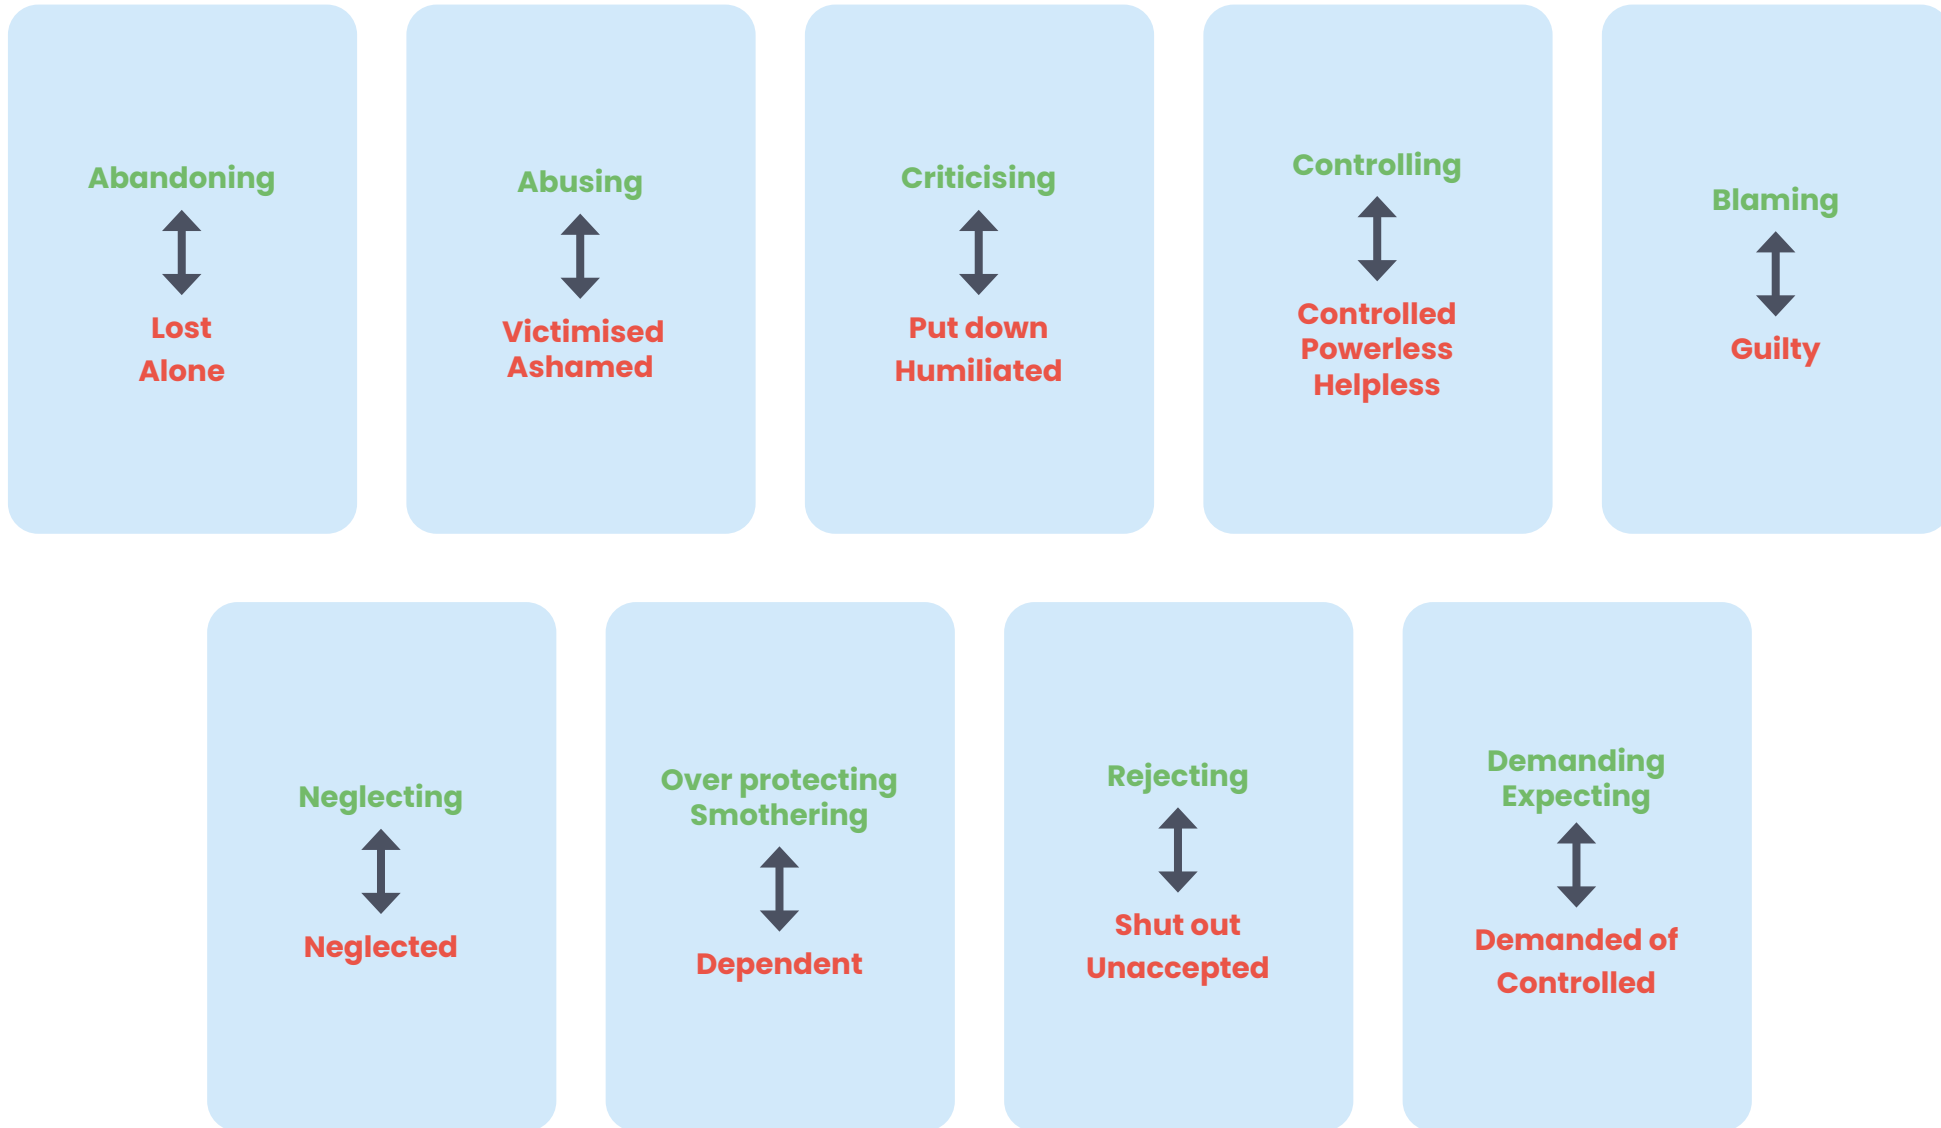 Abandoning
Lost
Alone
Abusing
Victimised
Ashamed
Criticising
Put down
Humiliated
Controlling
Controlled
Powerless
Helpless
Blaming
Guilty
Neglecting
Neglected
Over protecting
Smothering
Dependent
Rejecting
Shut out
Unaccepted
Demanding
Expecting
Demanded of
Controlled